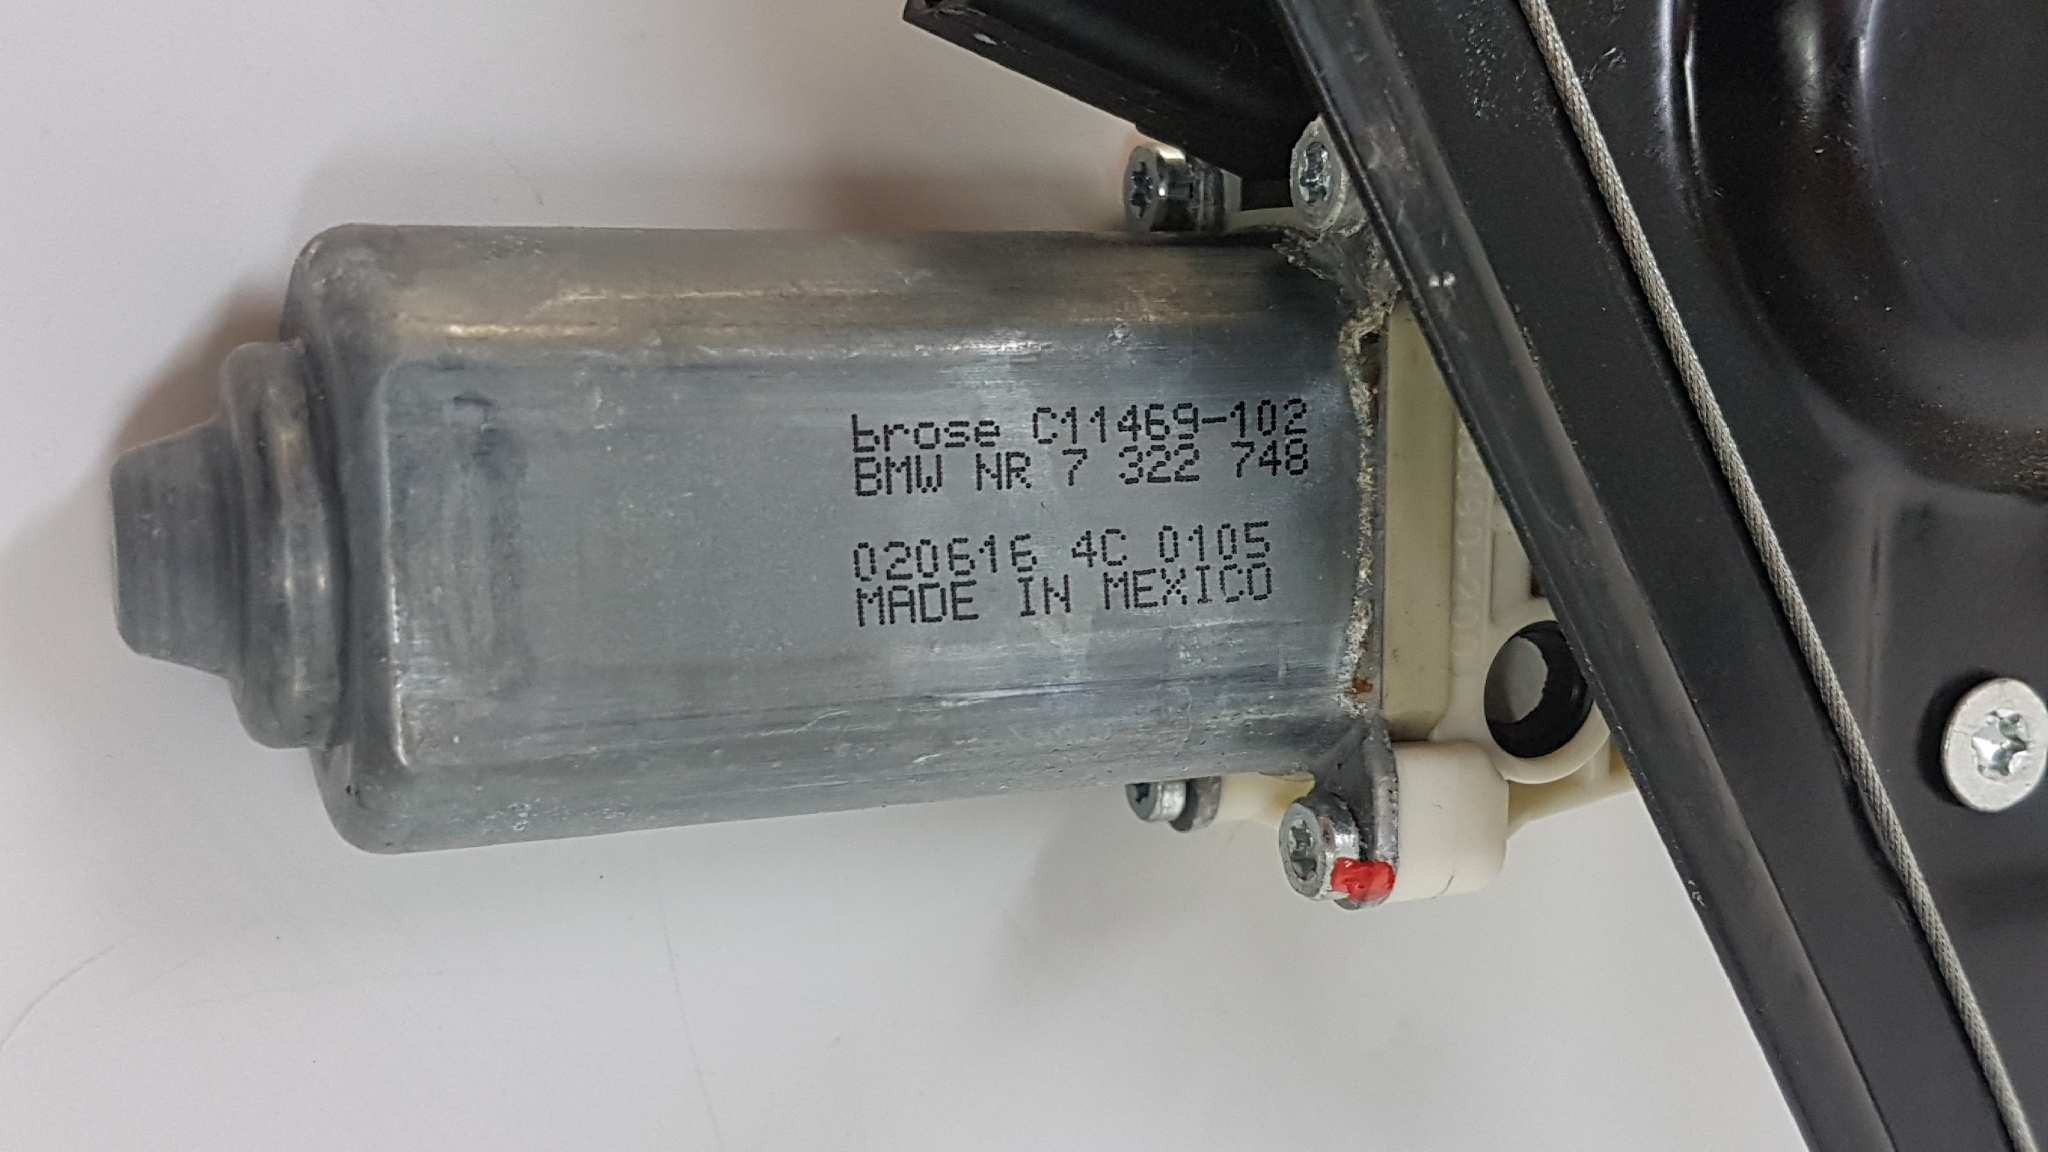 brose C11469-102
BMW NR 7 322 748
020616 4C 0105
MADE IN MEXICO